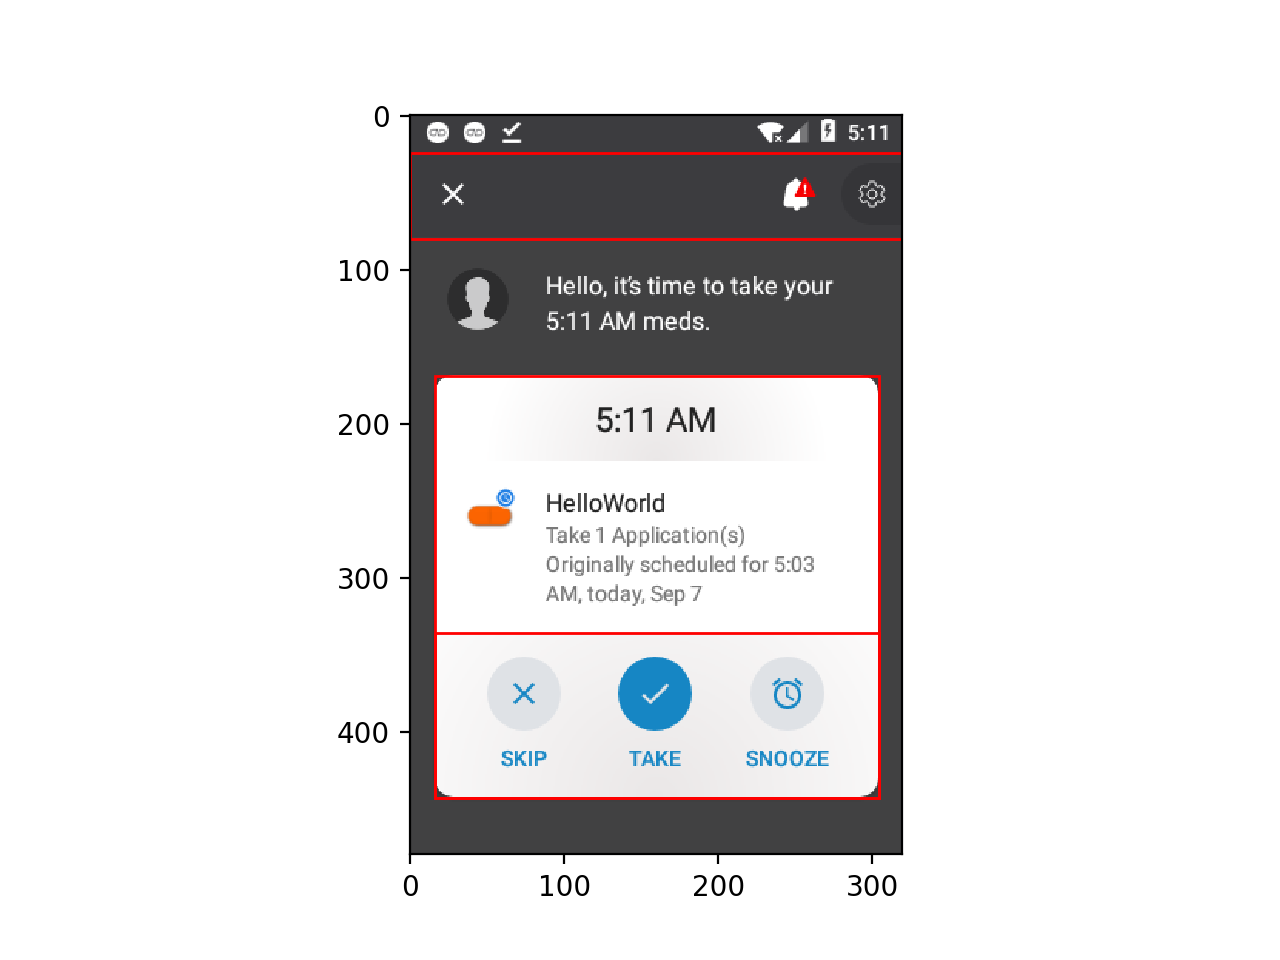 0
5:11
100
Hello, it's time to take your
5:11 AM meds.
200
5:11 AM
HelloWorld
Take 1 Application(s)
Originally scheduled for 5:03
300
AM, today, Sep 7
400
SKIP TAKE SNOOZE
0 100 200 300